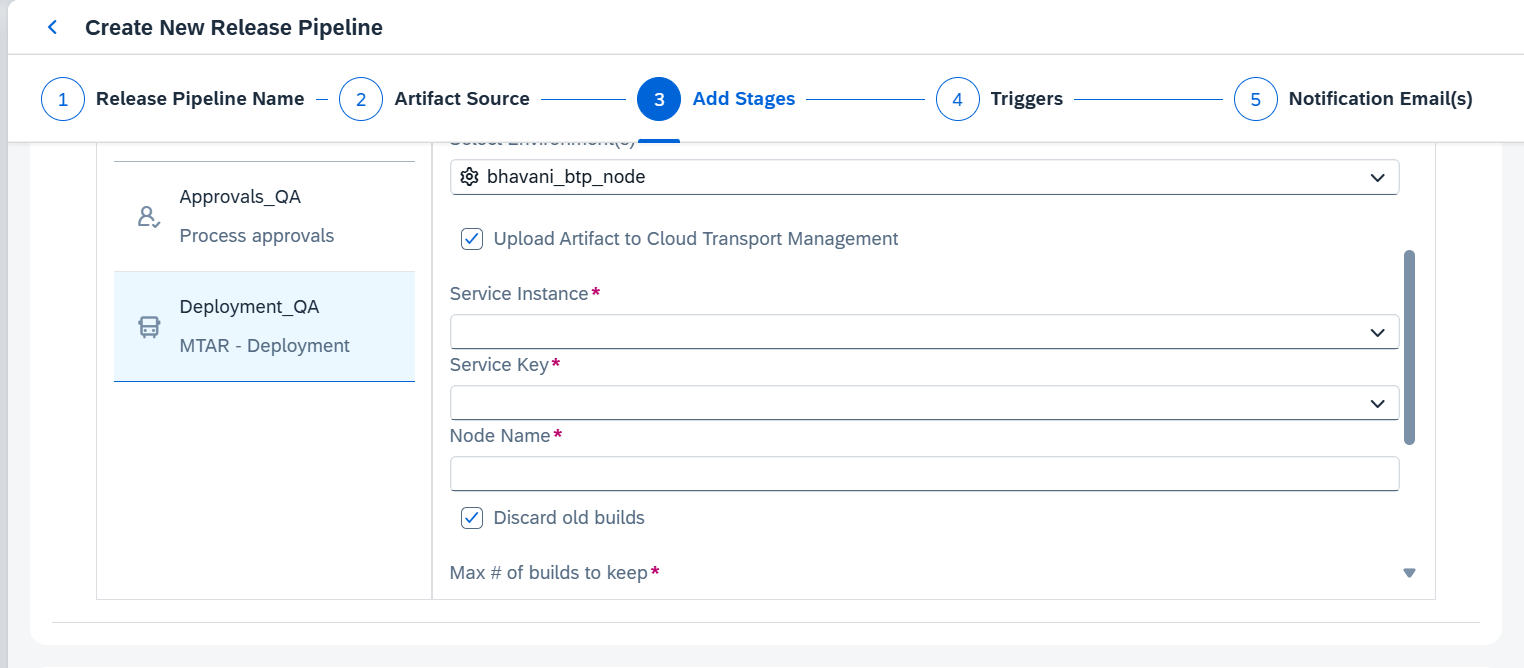 Create New Release Pipeline
1 Release Pipeline Name
2 Artifact Source
3 Add Stages
4 Triggers
5 Notification Email(s)
Approvals_QA
Process approvals
Deployment_QA
MTAR - Deployment
Select Environment(s)
bhavani_btp_node
Upload Artifact to Cloud Transport Management
Service Instance*
Service Key*
Node Name*
Discard old builds
Max # of builds to keep*